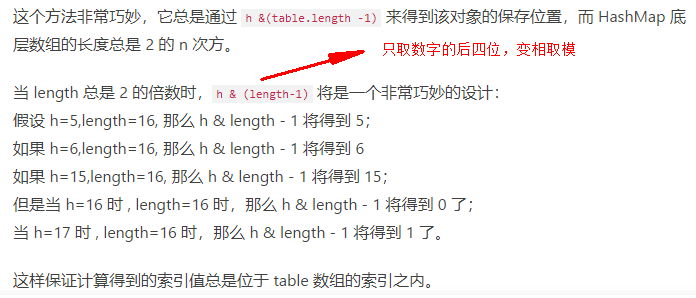 这个方法非常巧妙，它总是通过 h &(table.length -1) 来得到该对象的保存位置，而 HashMap 底
层数组的长度总是 2 的 n 次方。
只取数字的后四位，变相取模
当 length 总是 2 的倍数时，h & (length-1) 将是一个非常巧妙的设计：
假设 h=5,length=16, 那么 h & length - 1 将得到 5；
如果 h=6,length=16, 那么 h & length - 1 将得到 6
如果 h=15,length=16, 那么 h & length - 1 将得到 15；
但是当 h=16 时 , length=16 时，那么 h & length - 1 将得到 0 了；
当 h=17 时 , length=16 时，那么 h & length - 1 将得到 1 了。
这样保证计算得到的索引值总是位于 table 数组的索引之内。